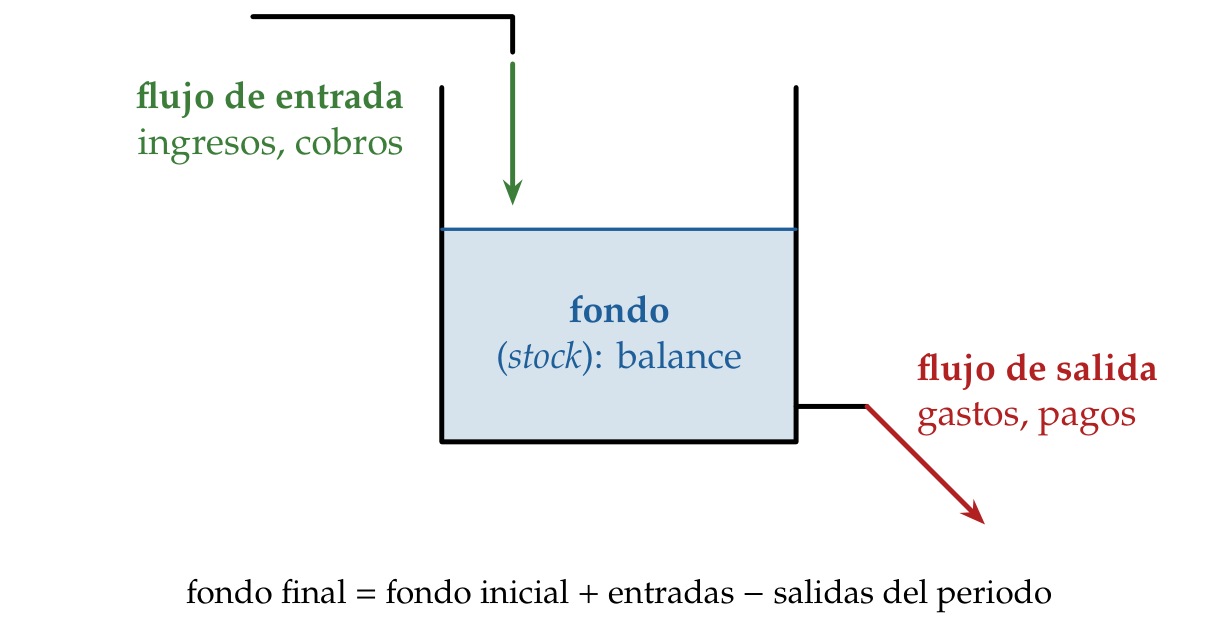 flujo de entrada
ingresos, cobros
fondo
(stock): balance
flujo de salida
gastos, pagos
fondo final = fondo inicial + entradas − salidas del periodo